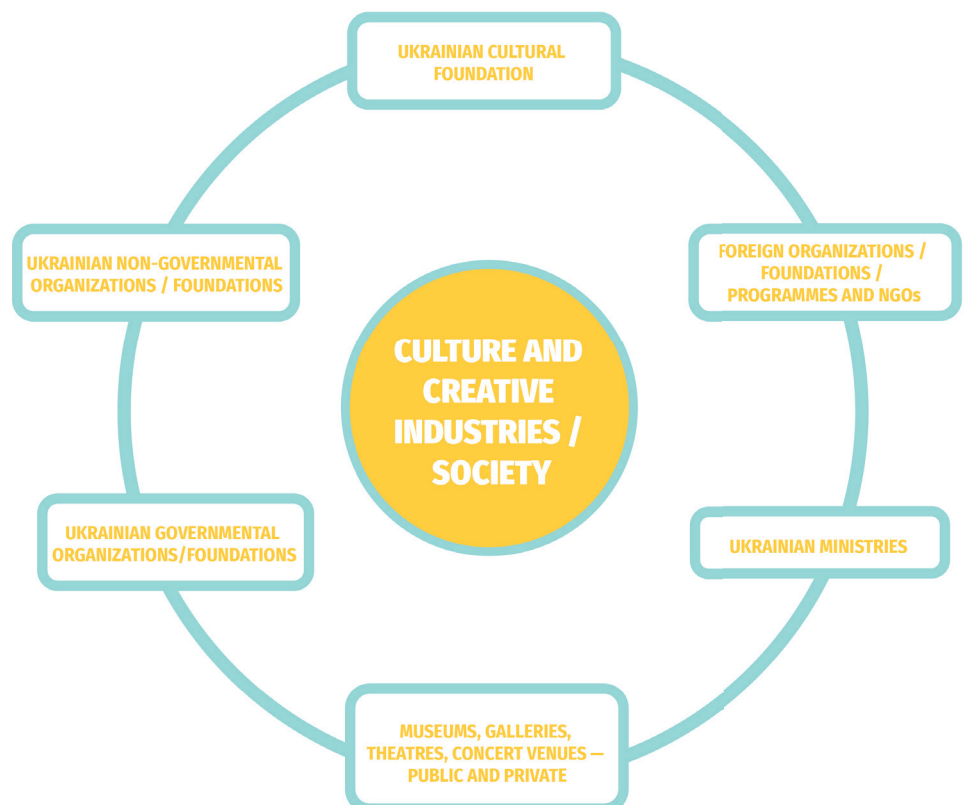 UKRAINIAN CULTURAL
FOUNDATION
UKRAINIAN NON-GOVERNMENTAL
ORGANIZATIONS / FOUNDATIONS
FOREIGN ORGANIZATIONS /
FOUNDATIONS /
PROGRAMMES AND NGOs
CULTURE AND
CREATIVE
INDUSTRIES /
SOCIETY
UKRAINIAN GOVERNMENTAL
ORGANIZATIONS/FOUNDATIONS
UKRAINIAN MINISTRIES
MUSEUMS, GALLERIES,
THEATRES, CONCERT VENUES —
PUBLIC AND PRIVATE